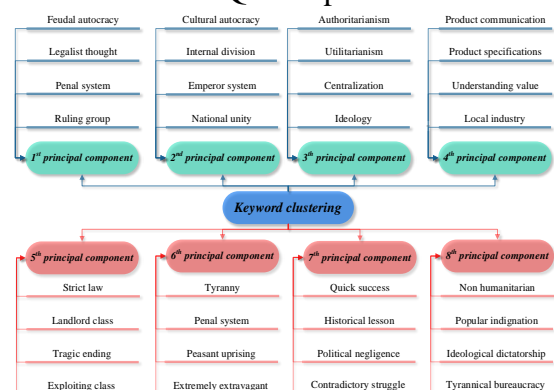 Feudal autocracy
Legalist thought
Penal system
Ruling group
1st principal component
Cultural autocracy
Internal division
Emperor system
National unity
2nd principal component
Authoritarianism
Utilitarianism
Centralization
Ideology
3th principal component
Product communication
Product specifications
Understanding value
Local industry
4th principal component
Keyword clustering
5th principal component
Strict law
Landlord class
Tragic ending
Exploiting class
6th principal component
Tyranny
Penal system
Peasant uprising
Extremely extravagant
7th principal component
Quick success
Historical lesson
Political negligence
Contradictory struggle
8th principal component
Non humanitarian
Popular indignation
Ideological dictatorship
Tyrannical bureaucracy